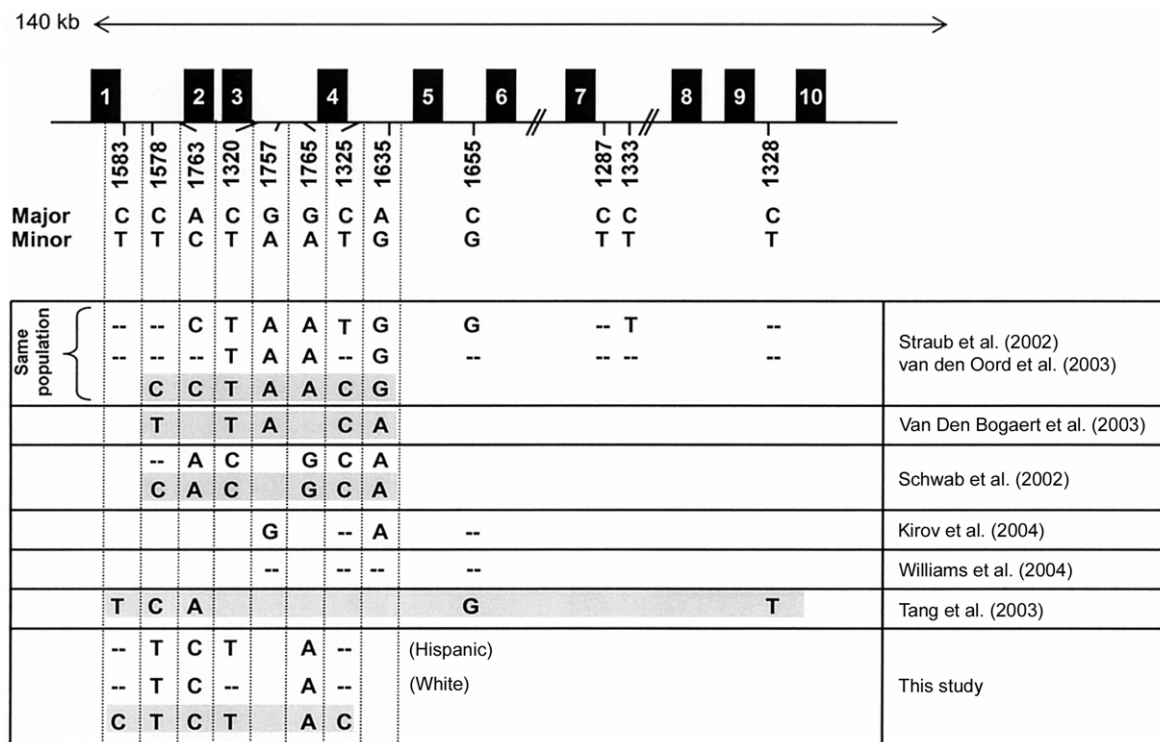 140 kb
1 2 3 4 5 6 7 8 9 10
1583 1578 1763 1320 1757 1765 1325 1635 1655 1287 1333 1328
Major C C A C G G C A C C C C
Minor T T C T A A T G G T T T
Same population
-- -- C T A A T G G -- T --
-- -- -- T A A -- G -- -- -- --
C C T A A C G
Straub et al. (2002)
van den Oord et al. (2003)
T T A C A Van Den Bogaert et al. (2003)
-- A C G C A
C A C G C A
Schwab et al. (2002)
G -- A -- Kirov et al. (2004)
-- -- -- -- Williams et al. (2004)
T C A G T Tang et al. (2003)
-- T C T A -- (Hispanic)
-- T C -- A -- (White)
This study
C T C T A C